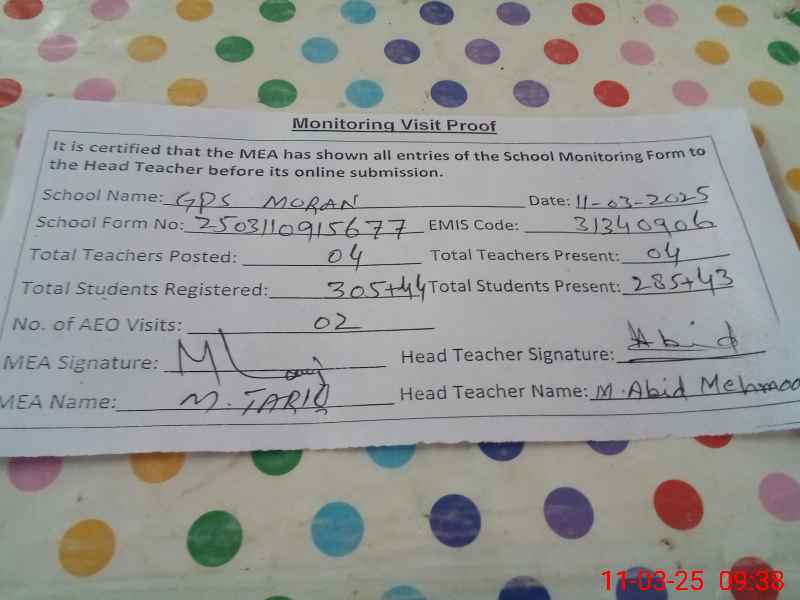 Monitoring Visit Proof
It is certified that the MEA has shown all entries of the School Monitoring Form to
the Head Teacher before its online submission.
School Name: GPS MORAN Date: 11-03-2025
School Form No: 2503110915677 EMIS Code: 31340906
Total Teachers Posted: 04 Total Teachers Present: 04
Total Students Registered: 305+44 Total Students Present: 285+43
No. of AEO Visits: 02
MEA Signature: Head Teacher Signature: Abid
MEA Name: M. TARIQ Head Teacher Name: M. Abid Mehmoo
11-03-25 09:38